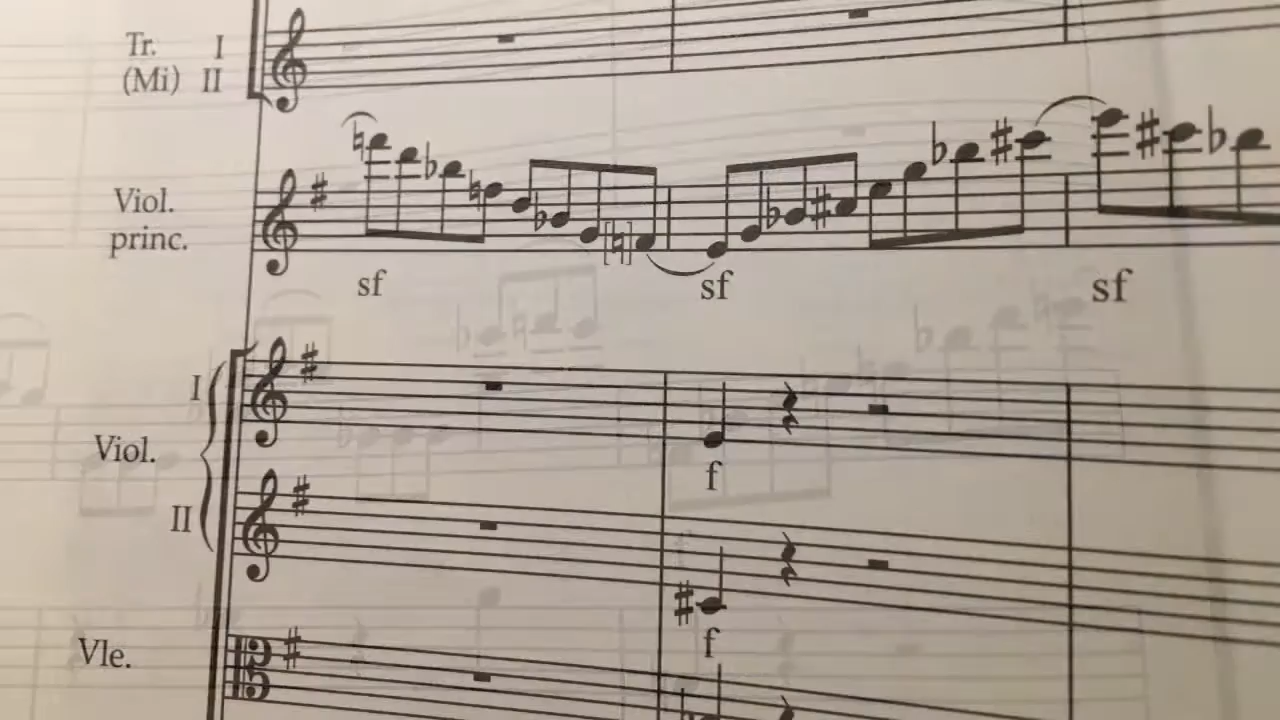 Tr. I
(Mi) II
Viol.
princ.
sf sf sf
I
Viol.
f
II
f
Vle.